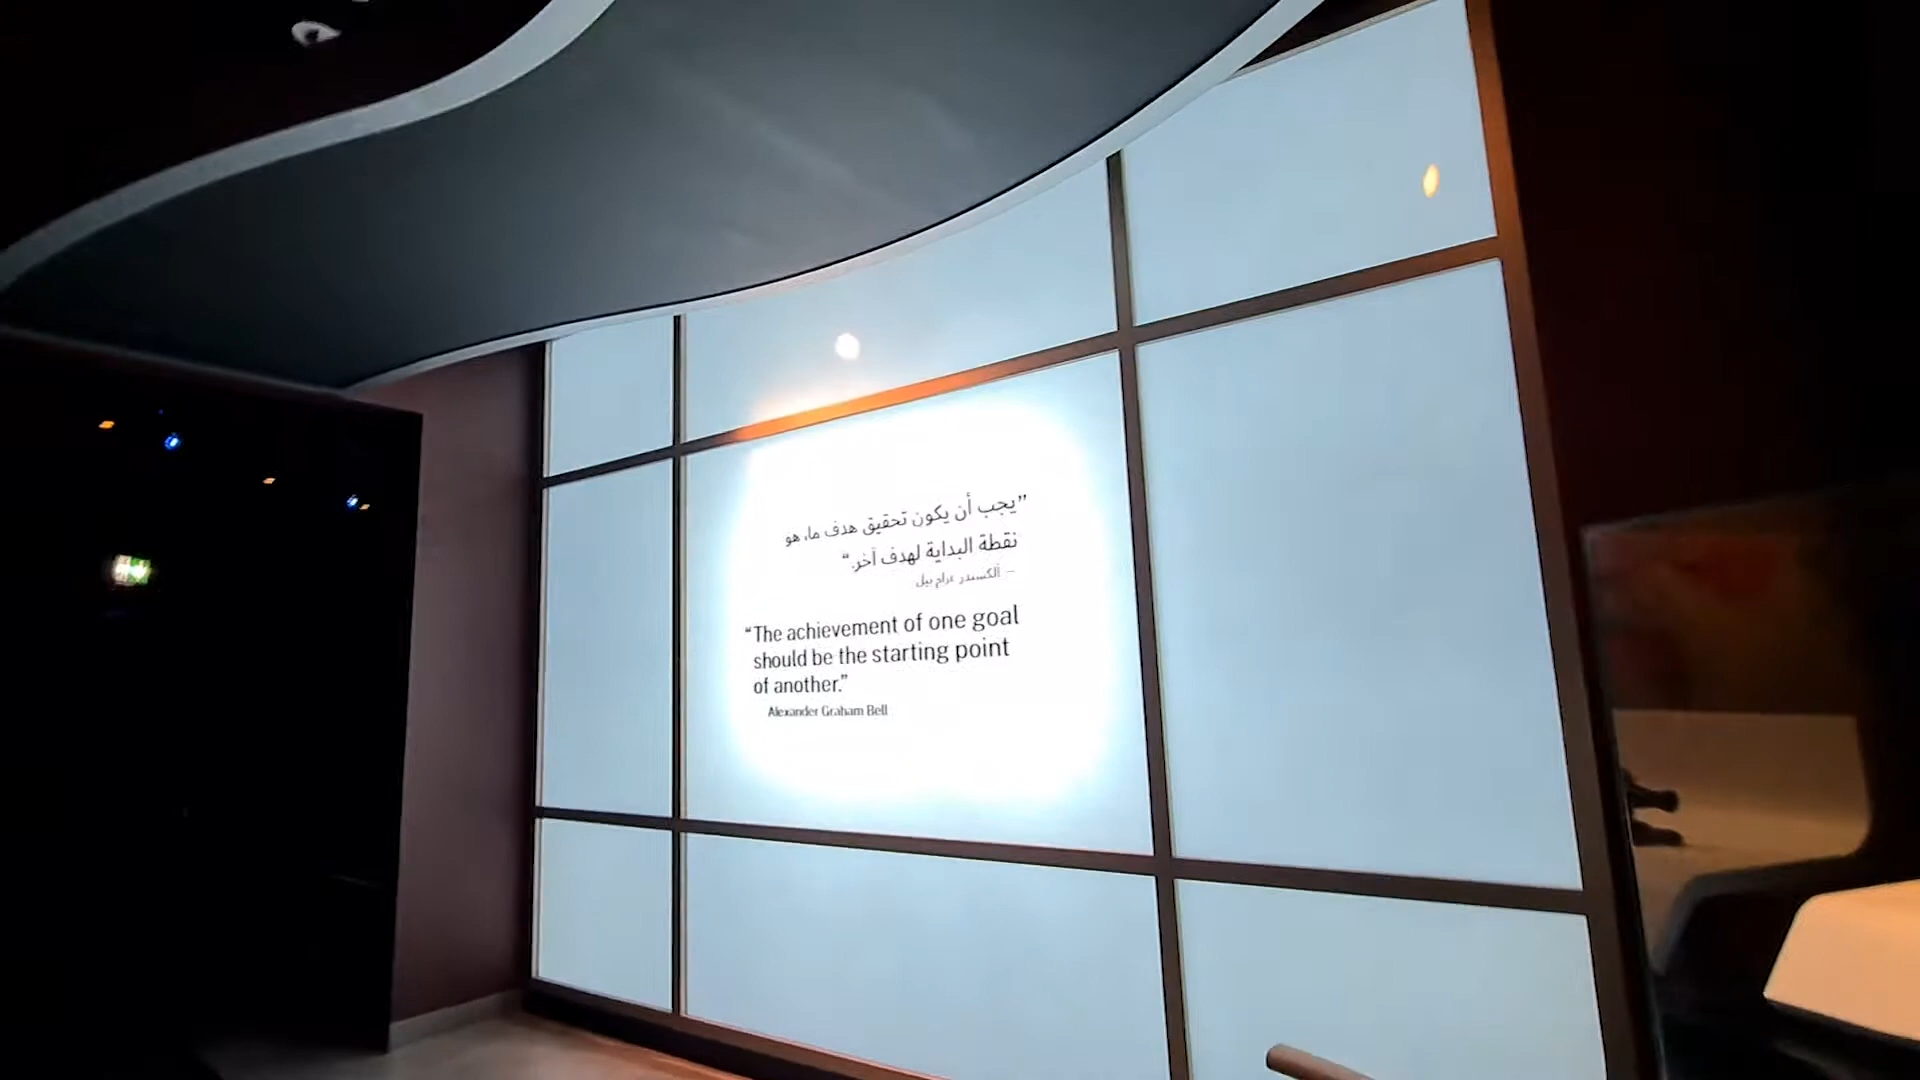 ”يجب أن يكون تحقيق هدف ما، هو
نقطة البداية لهدف آخر.“
– ألكسندر غراهام بيل
“The achievement of one goal
should be the starting point
of another.”
Alexander Graham Bell